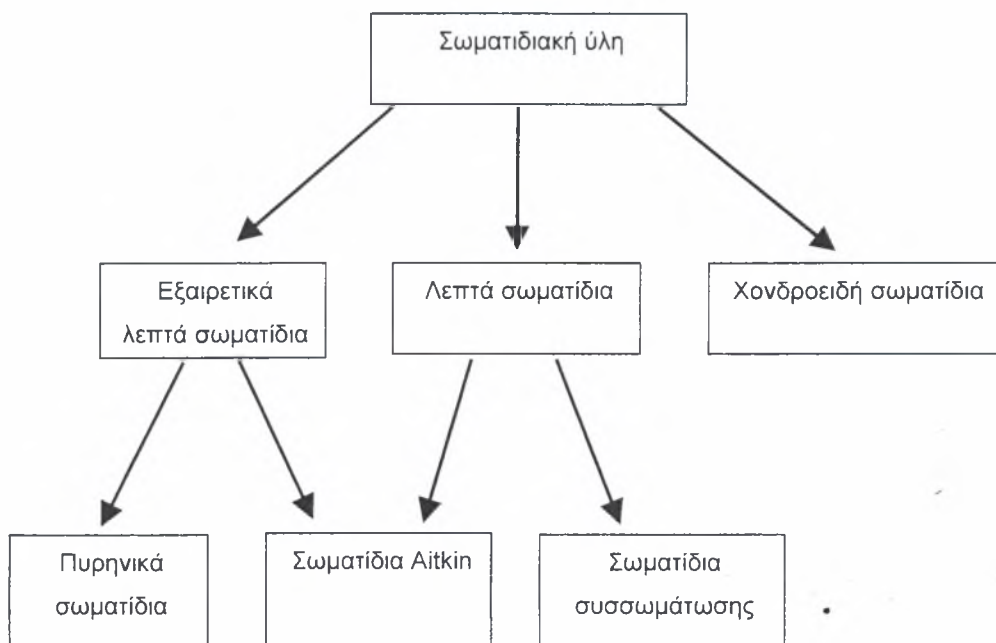 Σωματιδιακή ύλη
Εξαιρετικά
λεπτά σωματίδια
Λεπτά σωματίδια
Χονδροειδή σωματίδια
Πυρηνικά
σωματίδια
Σωματίδια Aitkin
Σωματίδια
συσσωμάτωσης